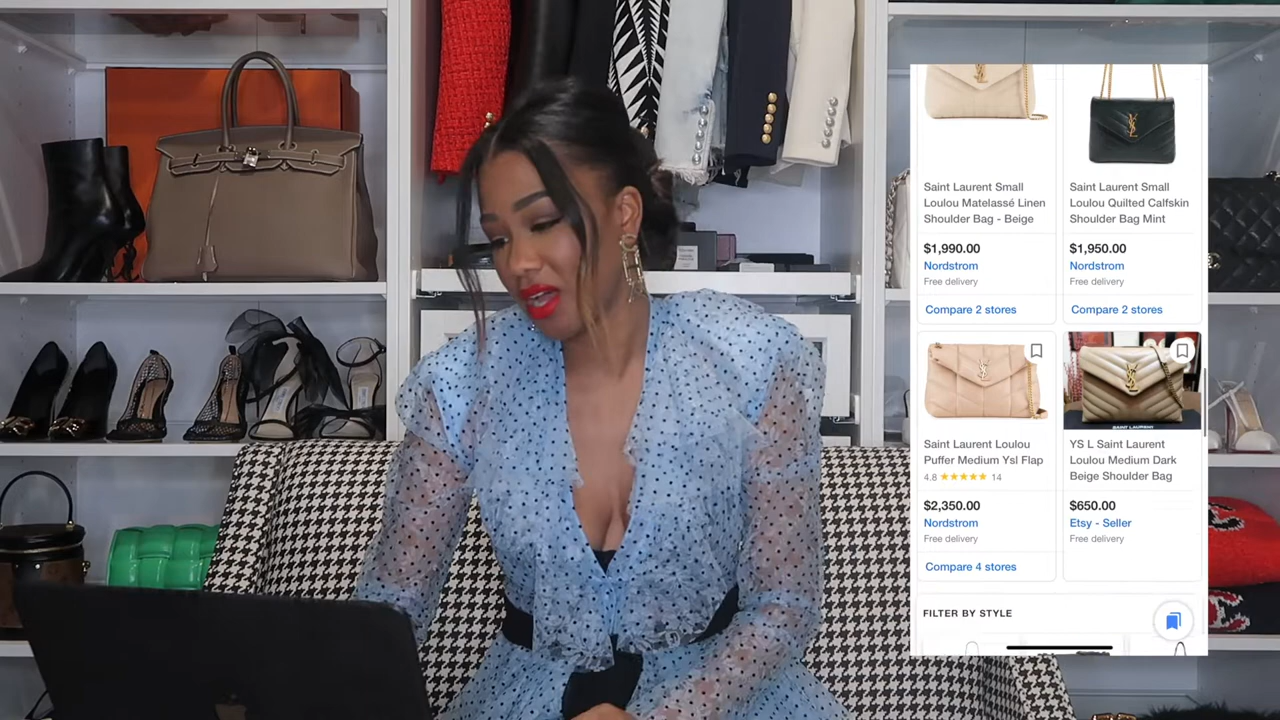 Saint Laurent Small
Loulou Matelassé Linen
Shoulder Bag - Beige
$1,990.00
Nordstrom
Free delivery
Compare 2 stores
Saint Laurent Small
Loulou Quilted Calfskin
Shoulder Bag Mint
$1,950.00
Nordstrom
Free delivery
Compare 2 stores
Saint Laurent Loulou
Puffer Medium Ysl Flap
4.8 ★★★★★ 14
$2,350.00
Nordstrom
Free delivery
Compare 4 stores
SAINT LAURENT
YS L Saint Laurent
Loulou Medium Dark
Beige Shoulder Bag
$650.00
Etsy - Seller
Free delivery
FILTER BY STYLE